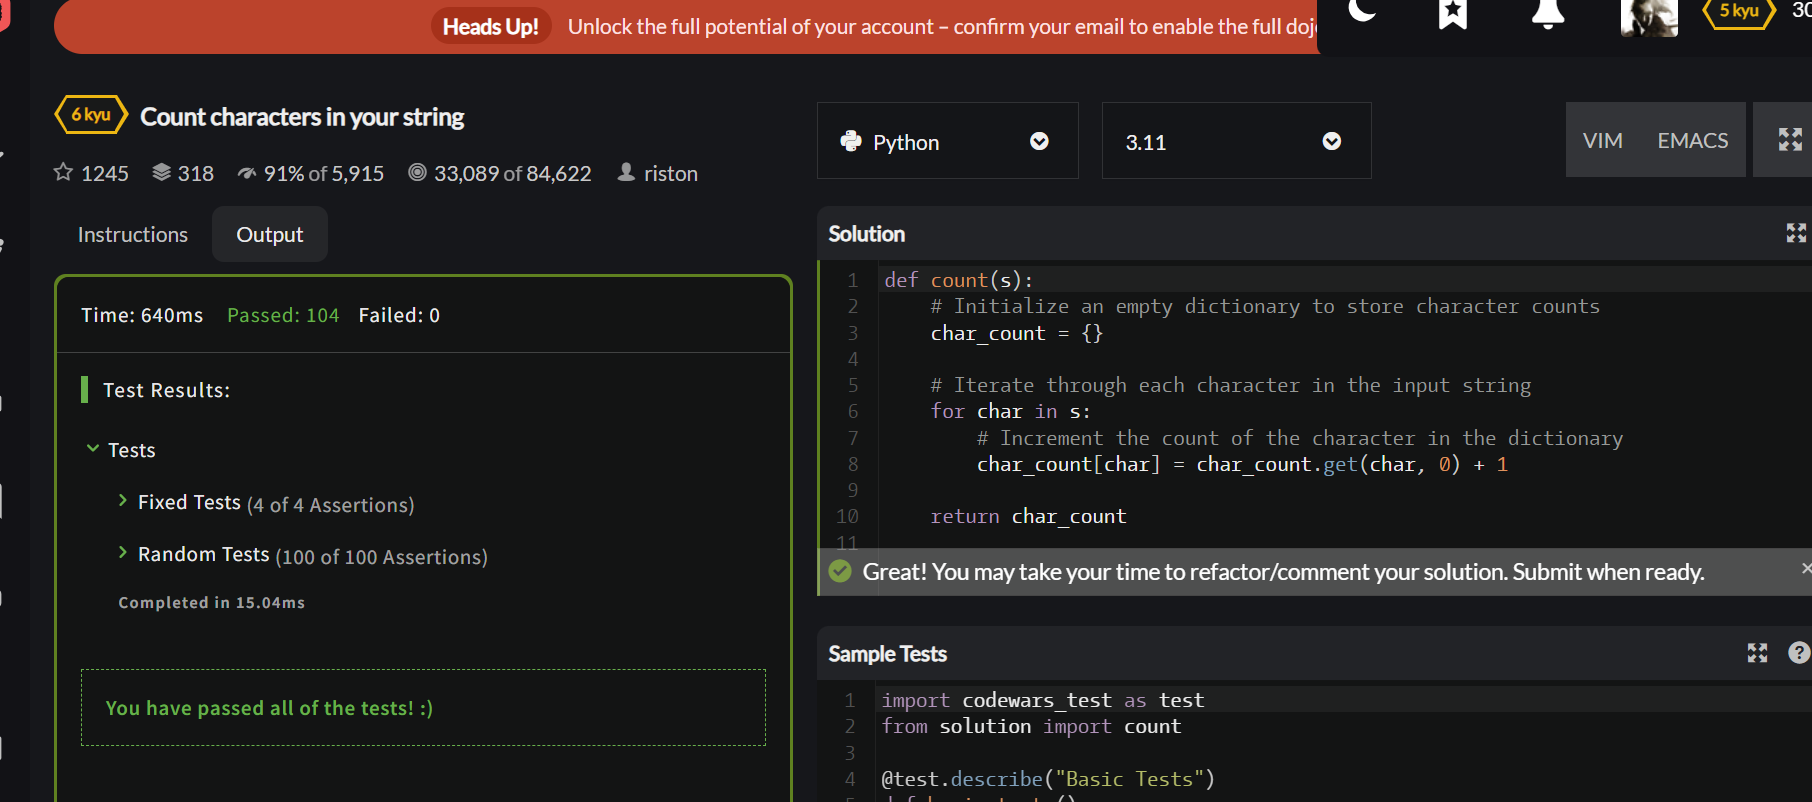 Heads Up! Unlock the full potential of your account – confirm your email to enable the full
5 kyu
6 kyu Count characters in your string
1245 318 91% of 5,915 33,089 of 84,622 riston
Python
3.11
VIM EMACS
Instructions Output
Time: 640ms Passed: 104 Failed: 0
Test Results:
Tests
Fixed Tests (4 of 4 Assertions)
Random Tests (100 of 100 Assertions)
Completed in 15.04ms
You have passed all of the tests! :)
Solution
1 def count(s):
2 # Initialize an empty dictionary to store character counts
3 char_count = {}
4
5 # Iterate through each character in the input string
6 for char in s:
7 # Increment the count of the character in the dictionary
8 char_count[char] = char_count.get(char, 0) + 1
9
10 return char_count
11
Great! You may take your time to refactor/comment your solution. Submit when ready.
Sample Tests
1 import codewars_test as test
2 from solution import count
3
4 @test.describe("Basic Tests")